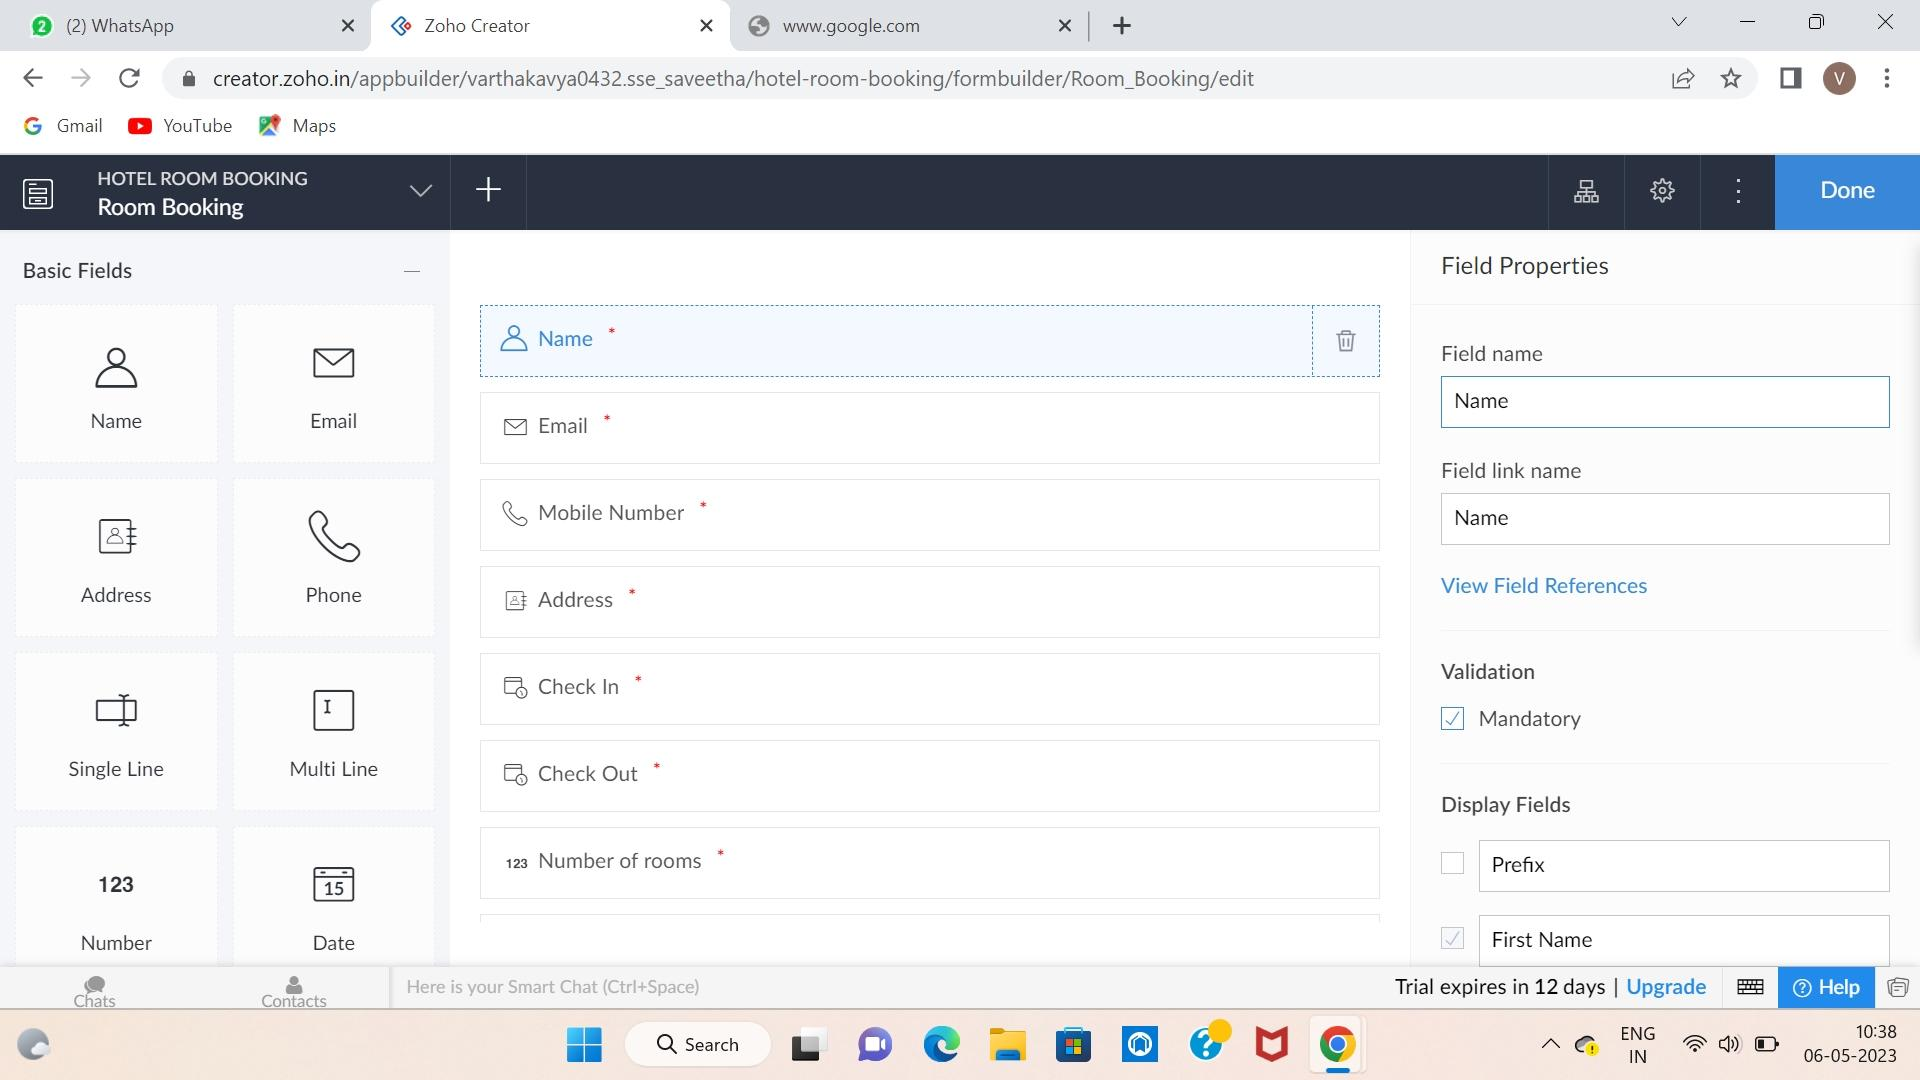 2
(2) WhatsApp
Zoho Creator
www.google.com
creator.zoho.in/appbuilder/varthakavya0432.sse_saveetha/hotel-room-booking/formbuilder/Room_Booking/edit
V
Gmail
YouTube
Maps
HOTEL ROOM BOOKING
Room Booking
Done
Basic Fields
Name
Email
Address
Phone
Single Line
Multi Line
123
15
Number
Date
Name *
Email *
Mobile Number *
Address *
Check In *
Check Out *
123 Number of rooms *
Field Properties
Field name
Name
Field link name
Name
View Field References
Validation
Mandatory
Display Fields
Prefix
First Name
Chats
Contacts
Here is your Smart Chat (Ctrl+Space)
Trial expires in 12 days | Upgrade
Help
Search
ENG
IN
10:38
06-05-2023